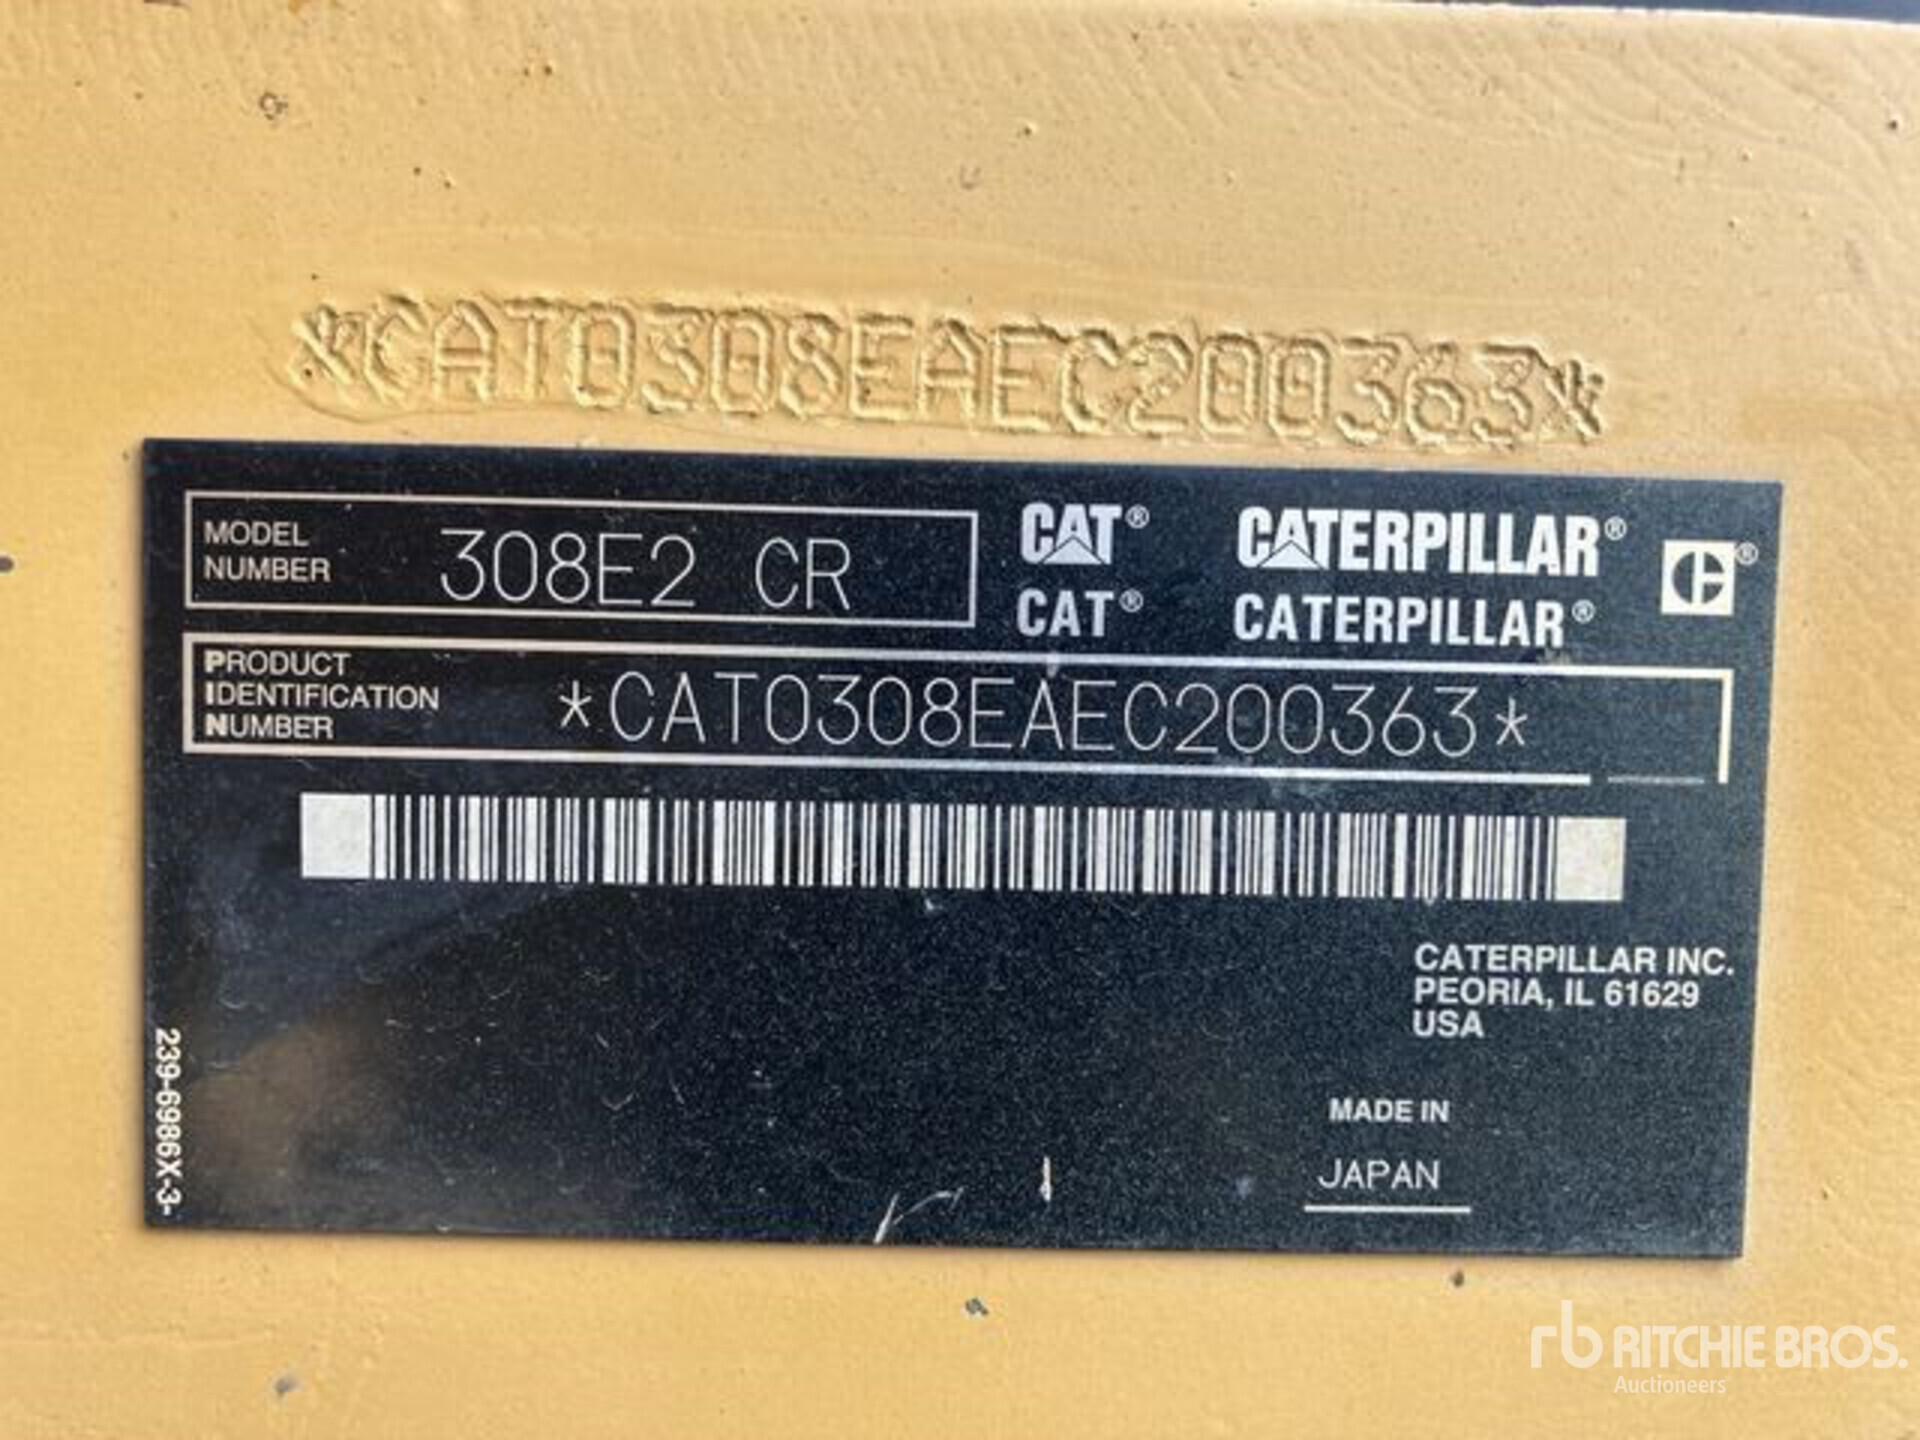 *CAT0308EAEC200363*
MODEL NUMBER 308E2 CR
CAT® CATERPILLAR®
CAT® CATERPILLAR®
PRODUCT IDENTIFICATION NUMBER *CAT0308EAEC200363*
CATERPILLAR INC.
PEORIA, IL 61629
USA
MADE IN
JAPAN
239-6986X-3-
rb RITCHIE BROS.
Auctioneers